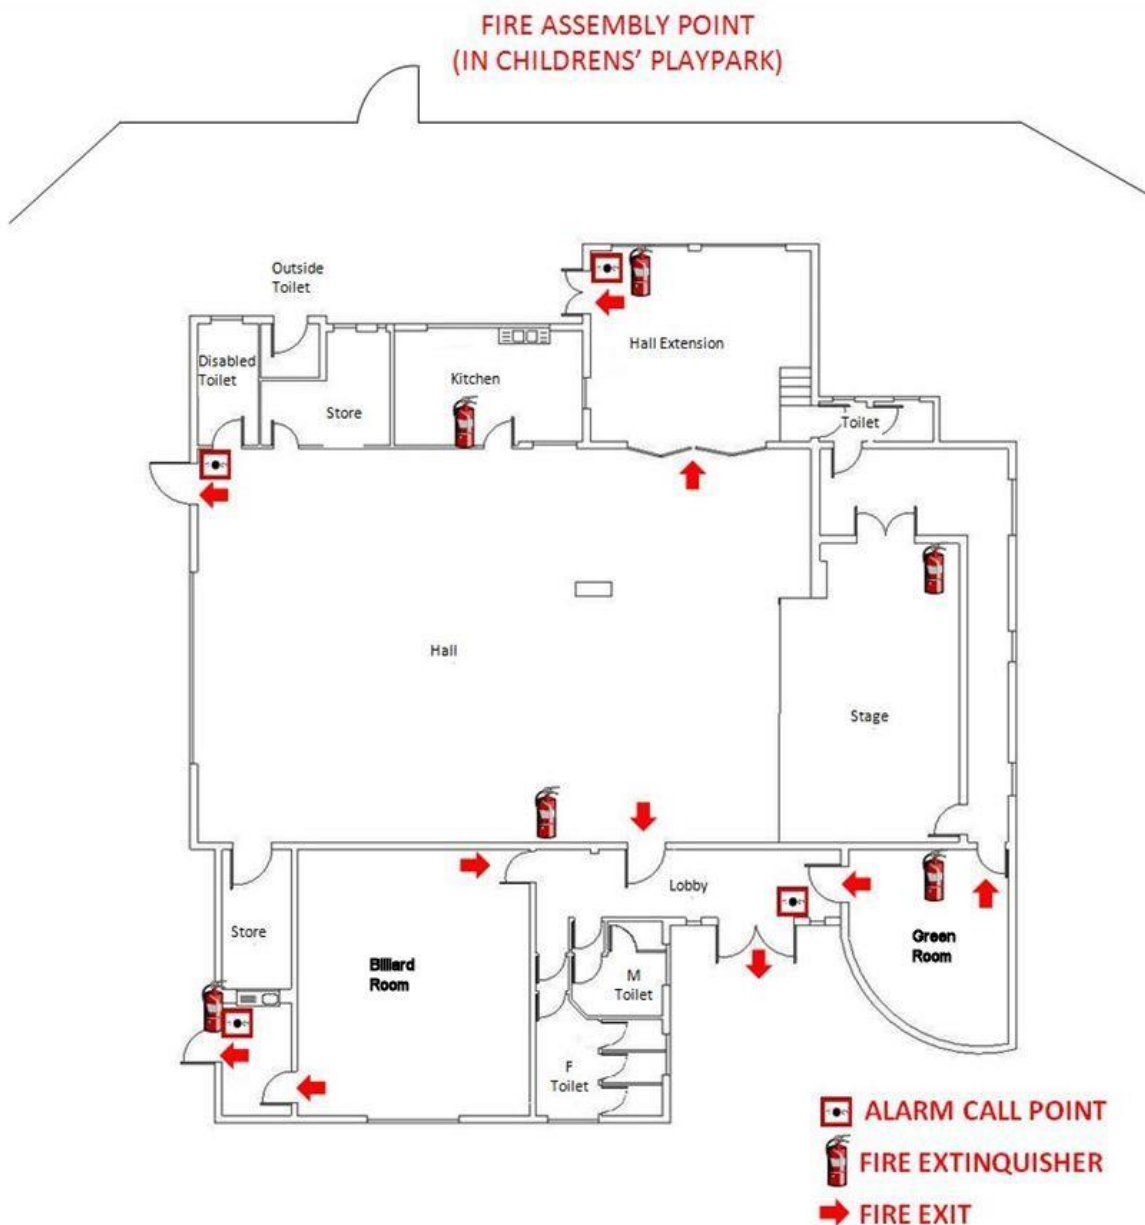 FIRE ASSEMBLY POINT
(IN CHILDRENS' PLAYPARK)
Outside
Toilet
Hall Extension
Disabled
Toilet
Kitchen
Store
Toilet
Hall
Stage
Lobby
Store
Billiard
Room
Green
Room
M
Toilet
F
Toilet
ALARM CALL POINT
FIRE EXTINQUISHER
FIRE EXIT